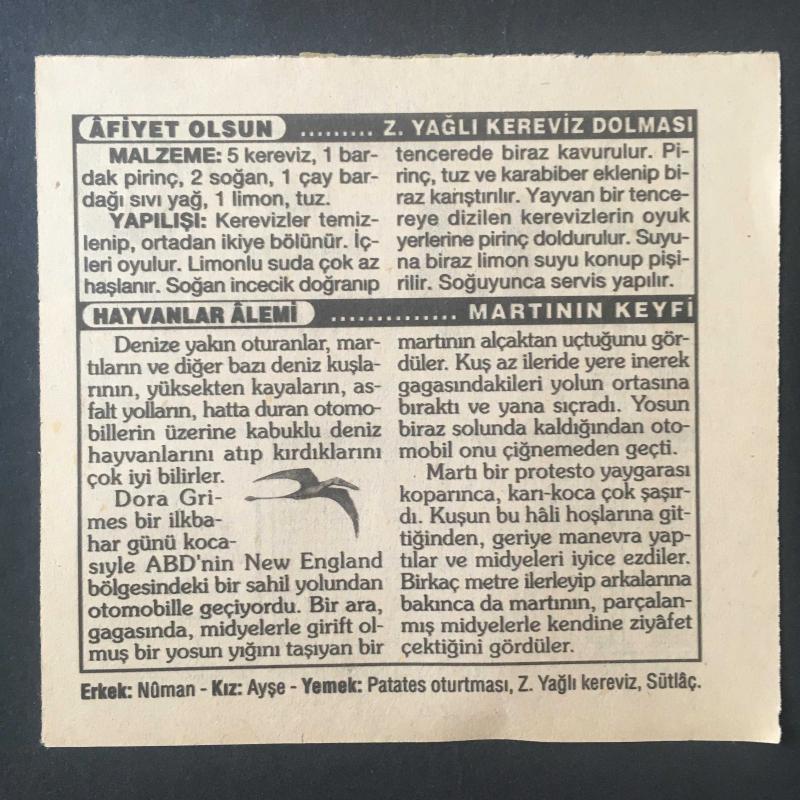 ÂFİYET OLSUN ......... Z. YAĞLI KEREVİZ DOLMASI
MALZEME: 5 kereviz, 1 bar-
dak pirinç, 2 soğan, 1 çay bar-
dağı sıvı yağ, 1 limon, tuz.
YAPILIŞI: Kerevizler temiz-
lenip, ortadan ikiye bölünür. İç-
leri oyulur. Limonlu suda çok az
haşlanır. Soğan incecik doğranıp
tencerede biraz kavurulur. Pi-
rinç, tuz ve karabiber eklenip bi-
raz karıştırılır. Yayvan bir tence-
reye dizilen kerevizlerin oyuk
yerlerine pirinç doldurulur. Suyu-
na biraz limon suyu konup pişi-
rilir. Soğuyunca servis yapılır.
HAYVANLAR ÂLEMİ .............. MARTININ KEYFİ
Denize yakın oturanlar, mar-
tıların ve diğer bazı deniz kuşla-
rının, yüksekten kayaların, as-
falt yolların, hatta duran otomo-
billerin üzerine kabuklu deniz
hayvanlarını atıp kırdıklarını
çok iyi bilirler.
Dora Gri-
mes bir ilkba-
har günü koca-
sıyle ABD'nin New England
bölgesindeki bir sahil yolundan
otomobille geçiyordu. Bir ara,
gagasında, midyelerle girift ol-
muş bir yosun yığını taşıyan bir
martının alçaktan uçtuğunu gör-
düler. Kuş az ileride yere inerek
gagasındakileri yolun ortasına
bıraktı ve yana sıçradı. Yosun
biraz solunda kaldığından oto-
mobil onu çiğnemeden geçti.
Martı bir protesto yaygarası
koparınca, karı-koca çok şaşır-
dı. Kuşun bu hâli hoşlarına git-
tiğinden, geriye manevra yap-
tılar ve midyeleri iyice ezdiler.
Birkaç metre ilerleyip arkalarına
bakınca da martının, parçalan-
mış midyelerle kendine ziyâfet
çektiğini gördüler.
Erkek: Nûman - Kız: Ayşe - Yemek: Patates oturtması, Z. Yağlı kereviz, Sütlâç.